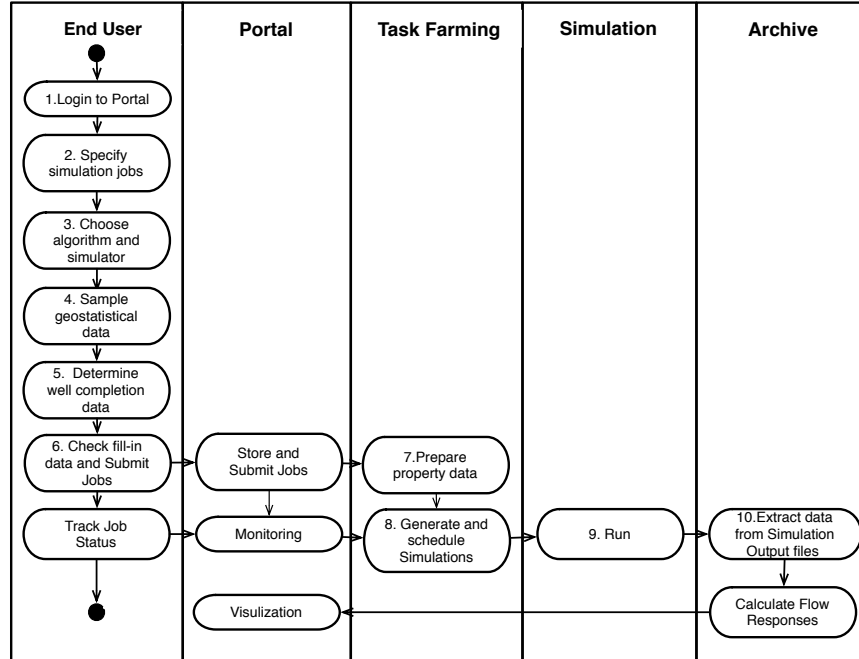 End User
Portal
Task Farming
Simulation
Archive
1.Login to Portal
2. Specify
simulation jobs
3. Choose
algorithm and
simulator
4. Sample
geostatistical
data
5. Determine
well completion
data
6. Check fill-in
data and Submit
Jobs
Store and
Submit Jobs
7.Prepare
property data
Track Job
Status
Monitoring
8. Generate and
schedule
Simulations
9. Run
10.Extract data
from Simulation
Output files
Visulization
Calculate Flow
Responses